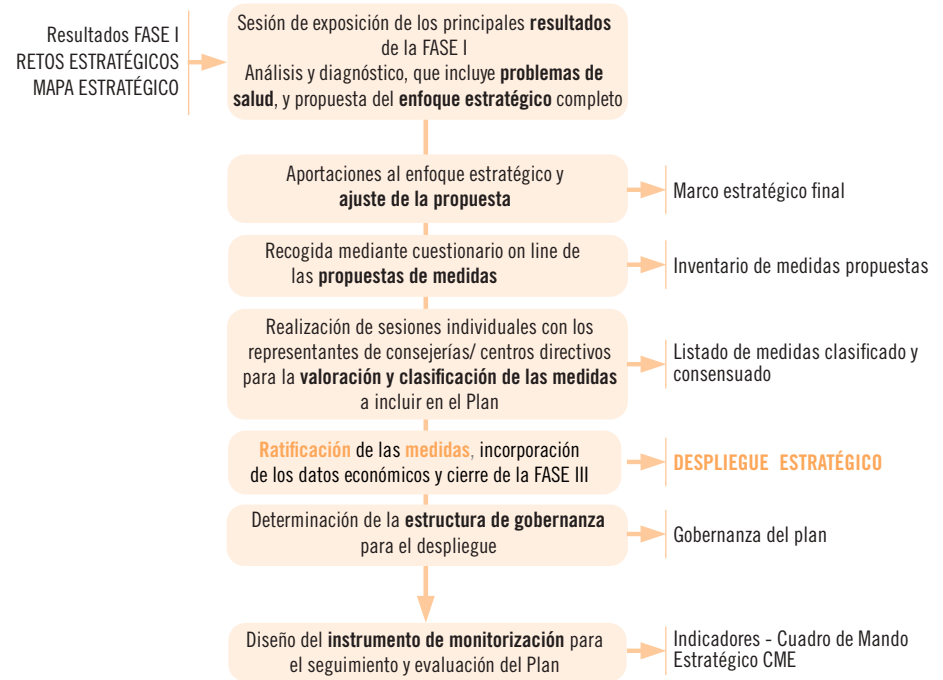 Resultados FASE I
RETOS ESTRATÉGICOS
MAPA ESTRATÉGICO
Sesión de exposición de los principales resultados
de la FASE I
Análisis y diagnóstico, que incluye problemas de
salud, y propuesta del enfoque estratégico completo
Aportaciones al enfoque estratégico y
ajuste de la propuesta
Marco estratégico final
Recogida mediante cuestionario on line de
las propuestas de medidas
Inventario de medidas propuestas
Realización de sesiones individuales con los
representantes de consejerías/ centros directivos
para la valoración y clasificación de las medidas
a incluir en el Plan
Listado de medidas clasificado y
consensuado
Ratificación de las medidas, incorporación
de los datos económicos y cierre de la FASE III
DESPLIEGUE ESTRATÉGICO
Determinación de la estructura de gobernanza
para el despliegue
Gobernanza del plan
Diseño del instrumento de monitorización para
el seguimiento y evaluación del Plan
Indicadores - Cuadro de Mando
Estratégico CME